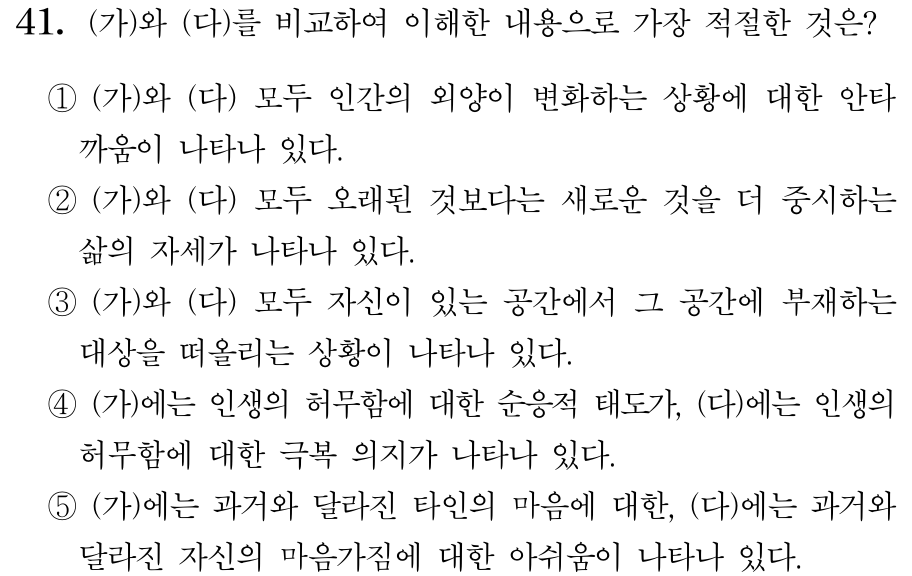 41. (가)와 (다)를 비교하여 이해한 내용으로 가장 적절한 것은?
① (가)와 (다) 모두 인간의 외양이 변화하는 상황에 대한 안타
까움이 나타나 있다.
② (가)와 (다) 모두 오래된 것보다는 새로운 것을 더 중시하는
삶의 자세가 나타나 있다.
③ (가)와 (다) 모두 자신이 있는 공간에서 그 공간에 부재하는
대상을 떠올리는 상황이 나타나 있다.
④ (가)에는 인생의 허무함에 대한 순응적 태도가, (다)에는 인생의
허무함에 대한 극복 의지가 나타나 있다.
⑤ (가)에는 과거와 달라진 타인의 마음에 대한, (다)에는 과거와
달라진 자신의 마음가짐에 대한 아쉬움이 나타나 있다.